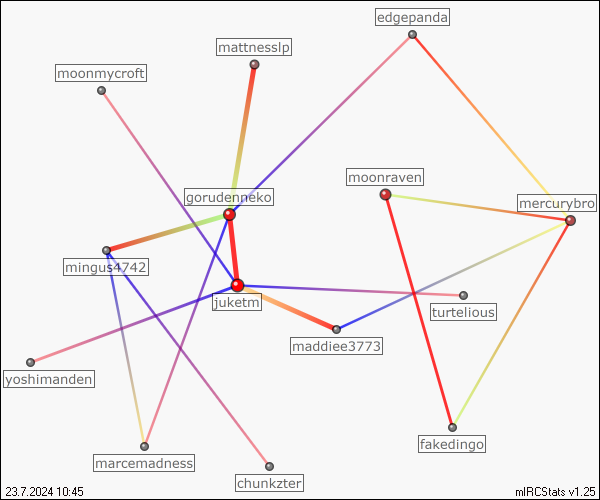 edgepanda
mattnesslp
moonmycroft
moonraven
gorudenneko
mercurybro
mingus4742
juketm
turtelious
maddiee3773
yoshimanden
fakedingo
marcemadness
chunkzter
23.7.2024 10:45
mIRCStats v1.25